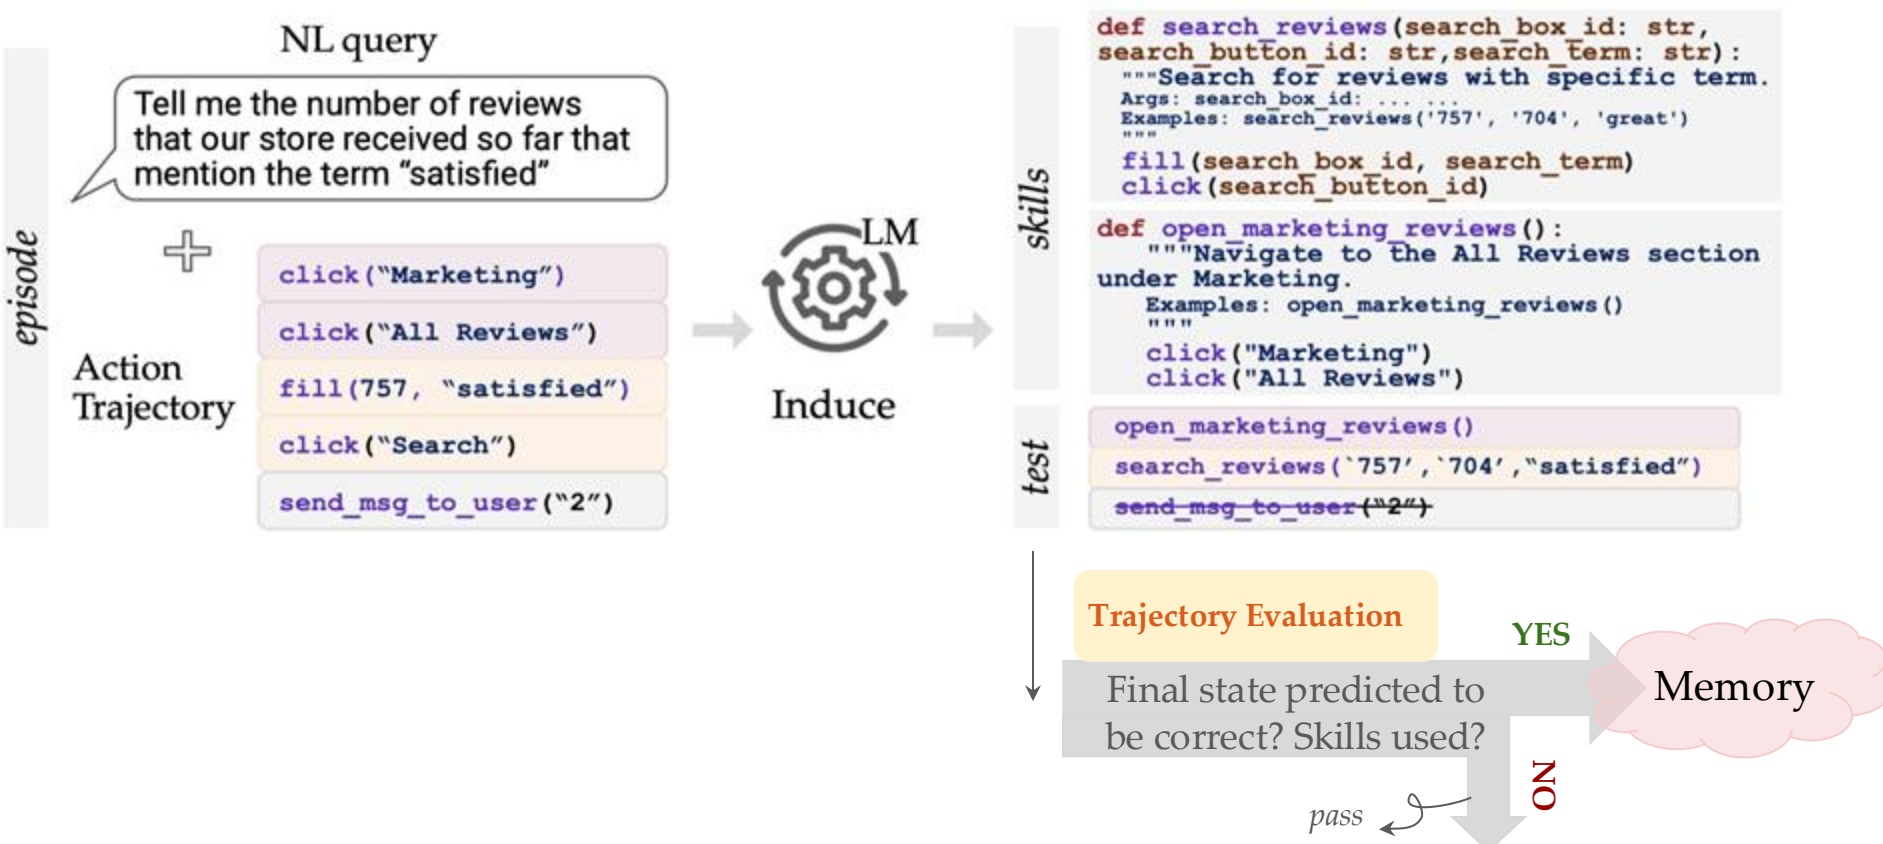 episode
NL query
Tell me the number of reviews
that our store received so far that
mention the term “satisfied”
Action
Trajectory
click(“Marketing”)
click(“All Reviews”)
fill(757, “satisfied”)
click(“Search”)
send_msg_to_user(“2”)
LM
Induce
skills
def search_reviews(search_box_id: str,
search_button_id: str,search_term: str):
"""Search for reviews with specific term.
Args: search_box_id: ... ...
Examples: search_reviews('757', '704', 'great')
"""
fill(search_box_id, search_term)
click(search_button_id)
def open_marketing_reviews():
"""Navigate to the All Reviews section
under Marketing.
Examples: open_marketing_reviews()
"""
click("Marketing")
click("All Reviews")
test
open_marketing_reviews()
search_reviews(`757’,`704’,“satisfied”)
send_msg_to_user(“2”)
Trajectory Evaluation
Final state predicted to
be correct? Skills used?
YES
Memory
NO
pass